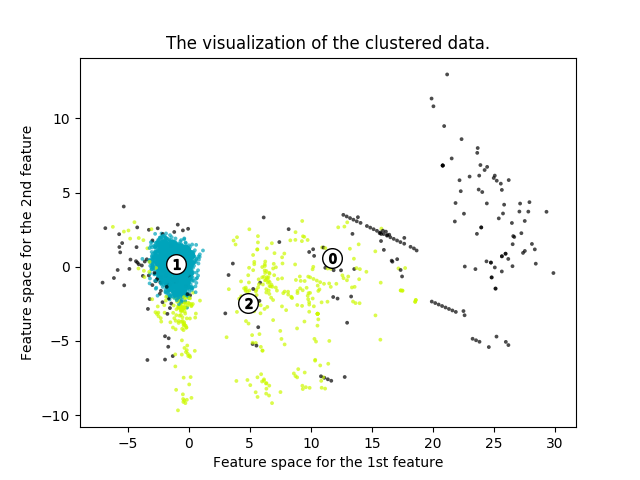 The visualization of the clustered data.
Feature space for the 2nd feature
10
5
0
−5
−10
1
0
2
−5 0 5 10 15 20 25 30
Feature space for the 1st feature